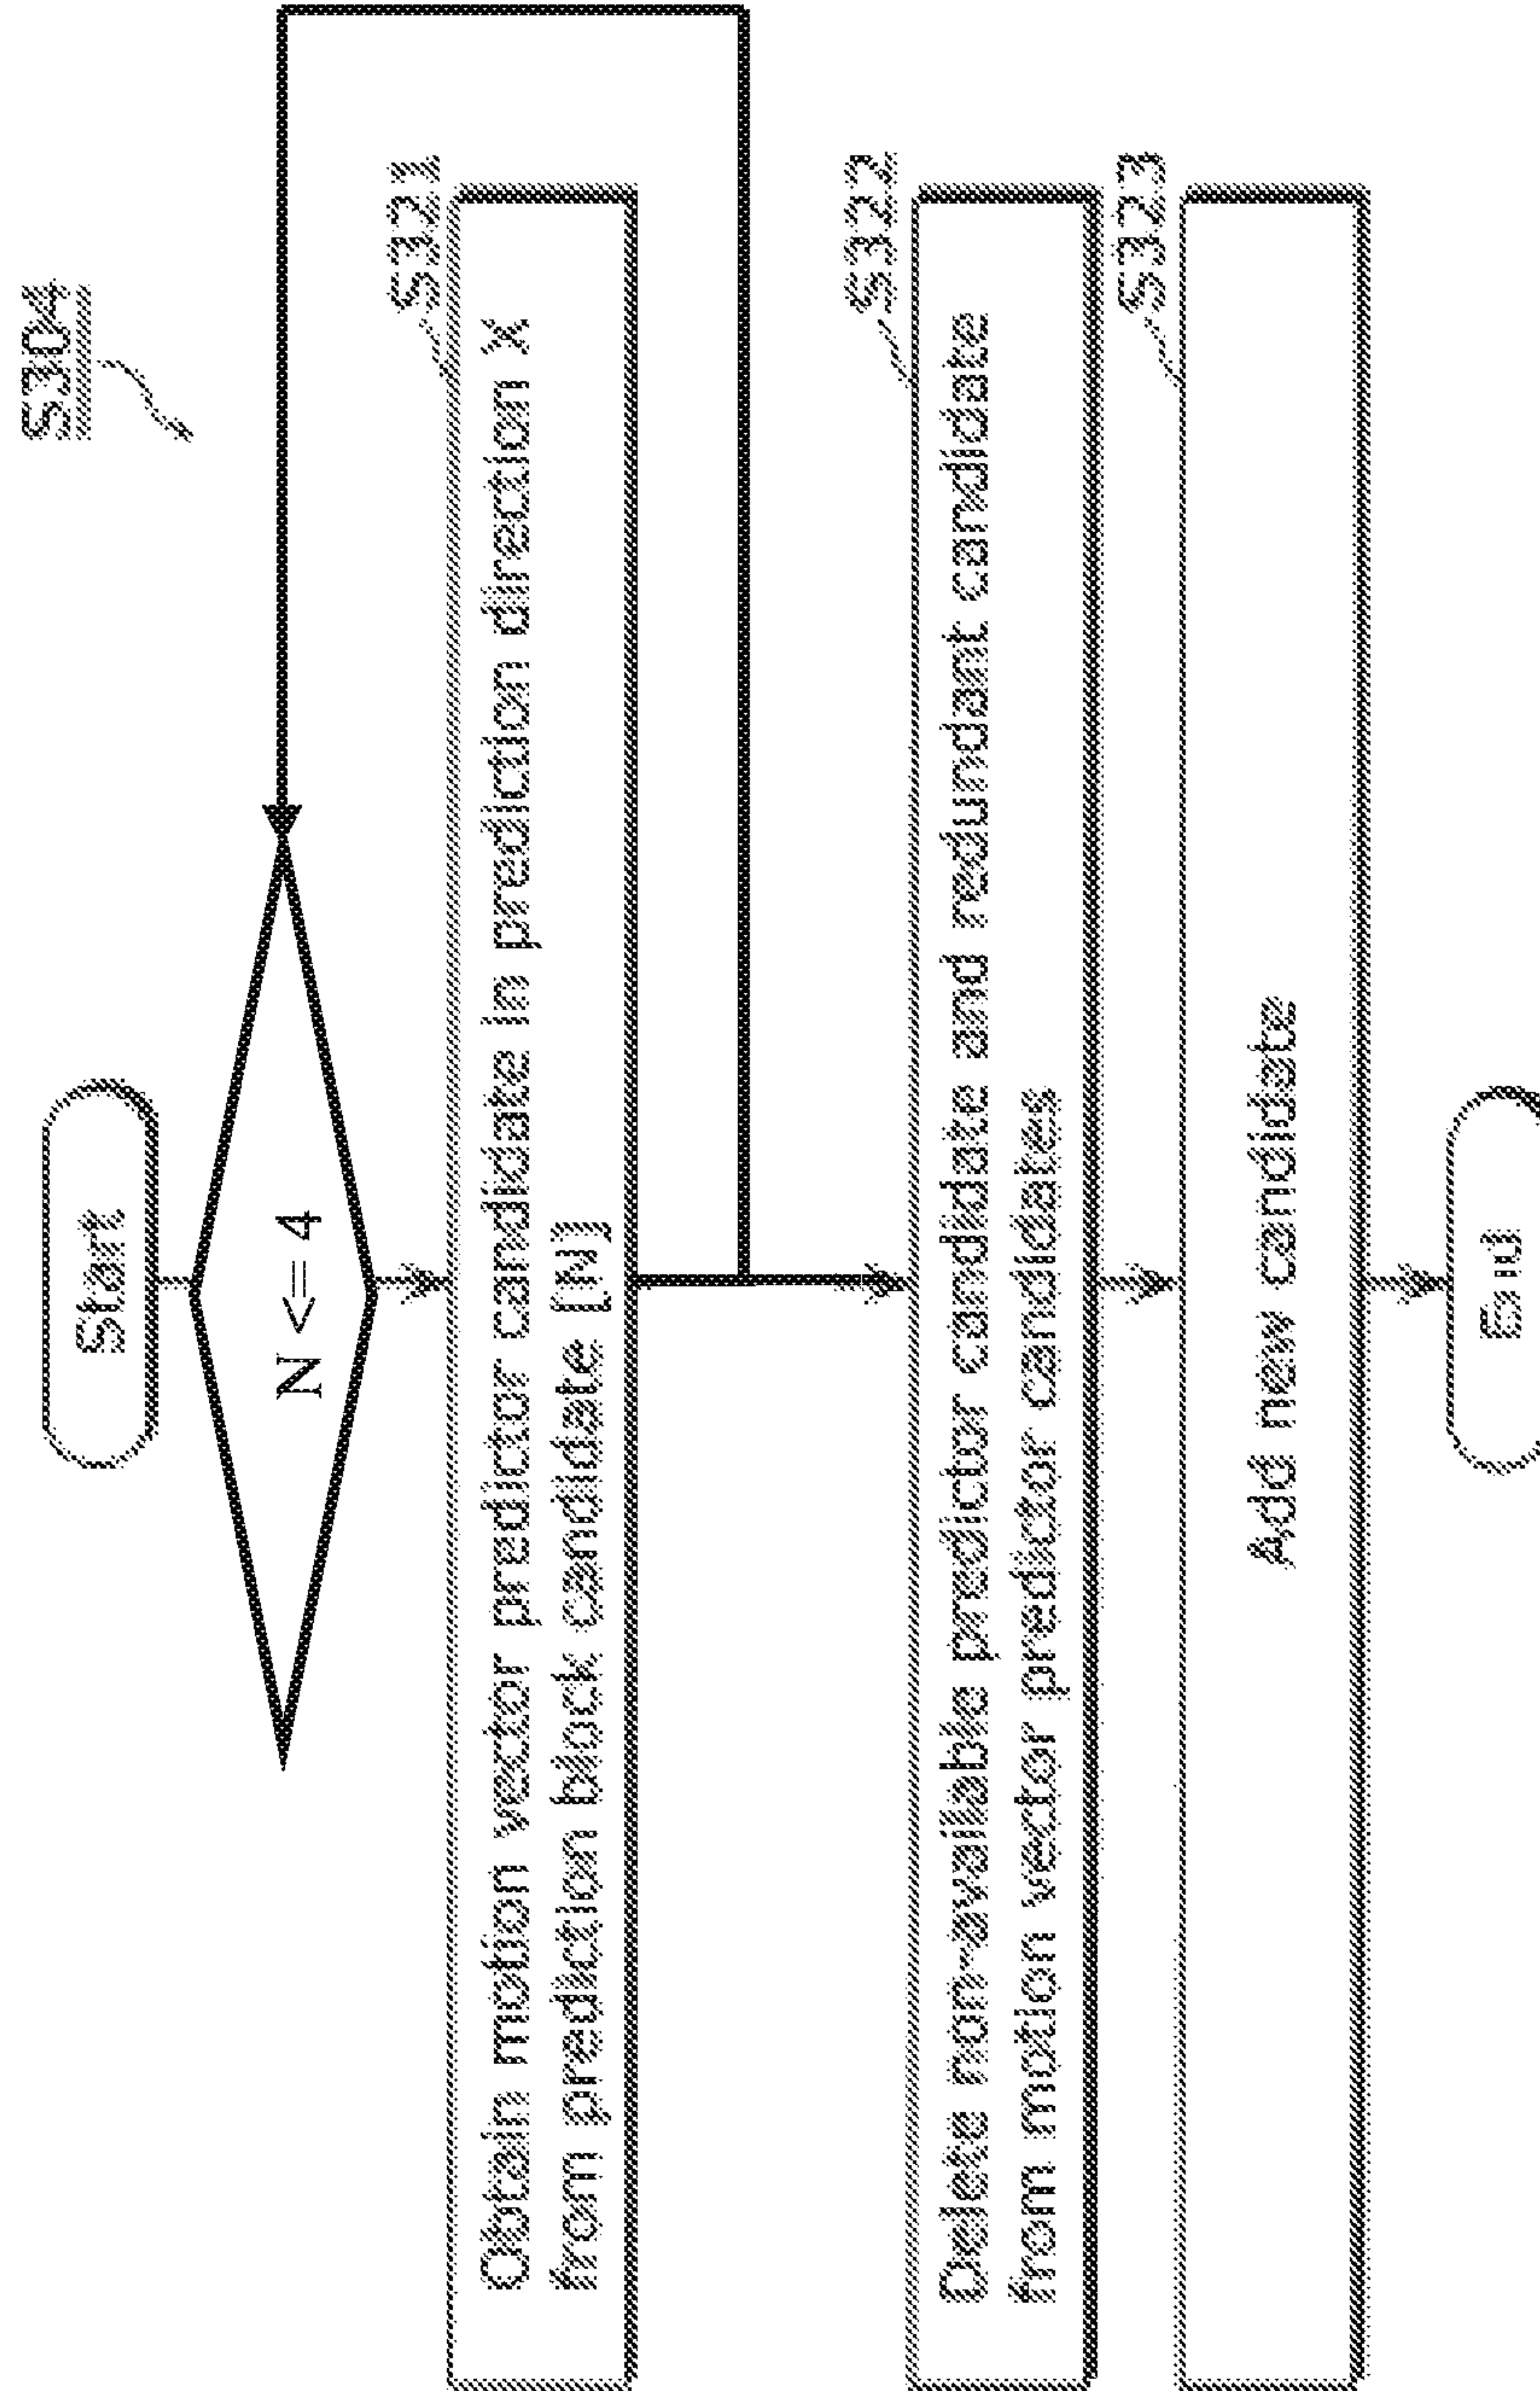 S304
Start
N <= 4
S321
Obtain motion vector predictor candidate in prediction direction X
from prediction block candidate [N]
S322
Delete non-available predictor candidate and redundant candidate
from motion vector predictor candidates
S323
Add new candidate
End